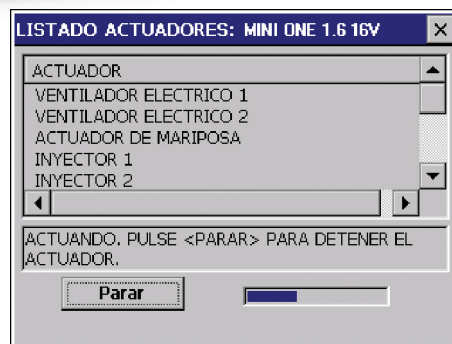 LISTADO ACTUADORES: MINI ONE 1.6 16V
ACTUADOR
VENTILADOR ELECTRICO 1
VENTILADOR ELECTRICO 2
ACTUADOR DE MARIPOSA
INYECTOR 1
INYECTOR 2
ACTUANDO. PULSE <PARAR> PARA DETENER EL
ACTUADOR.
Parar